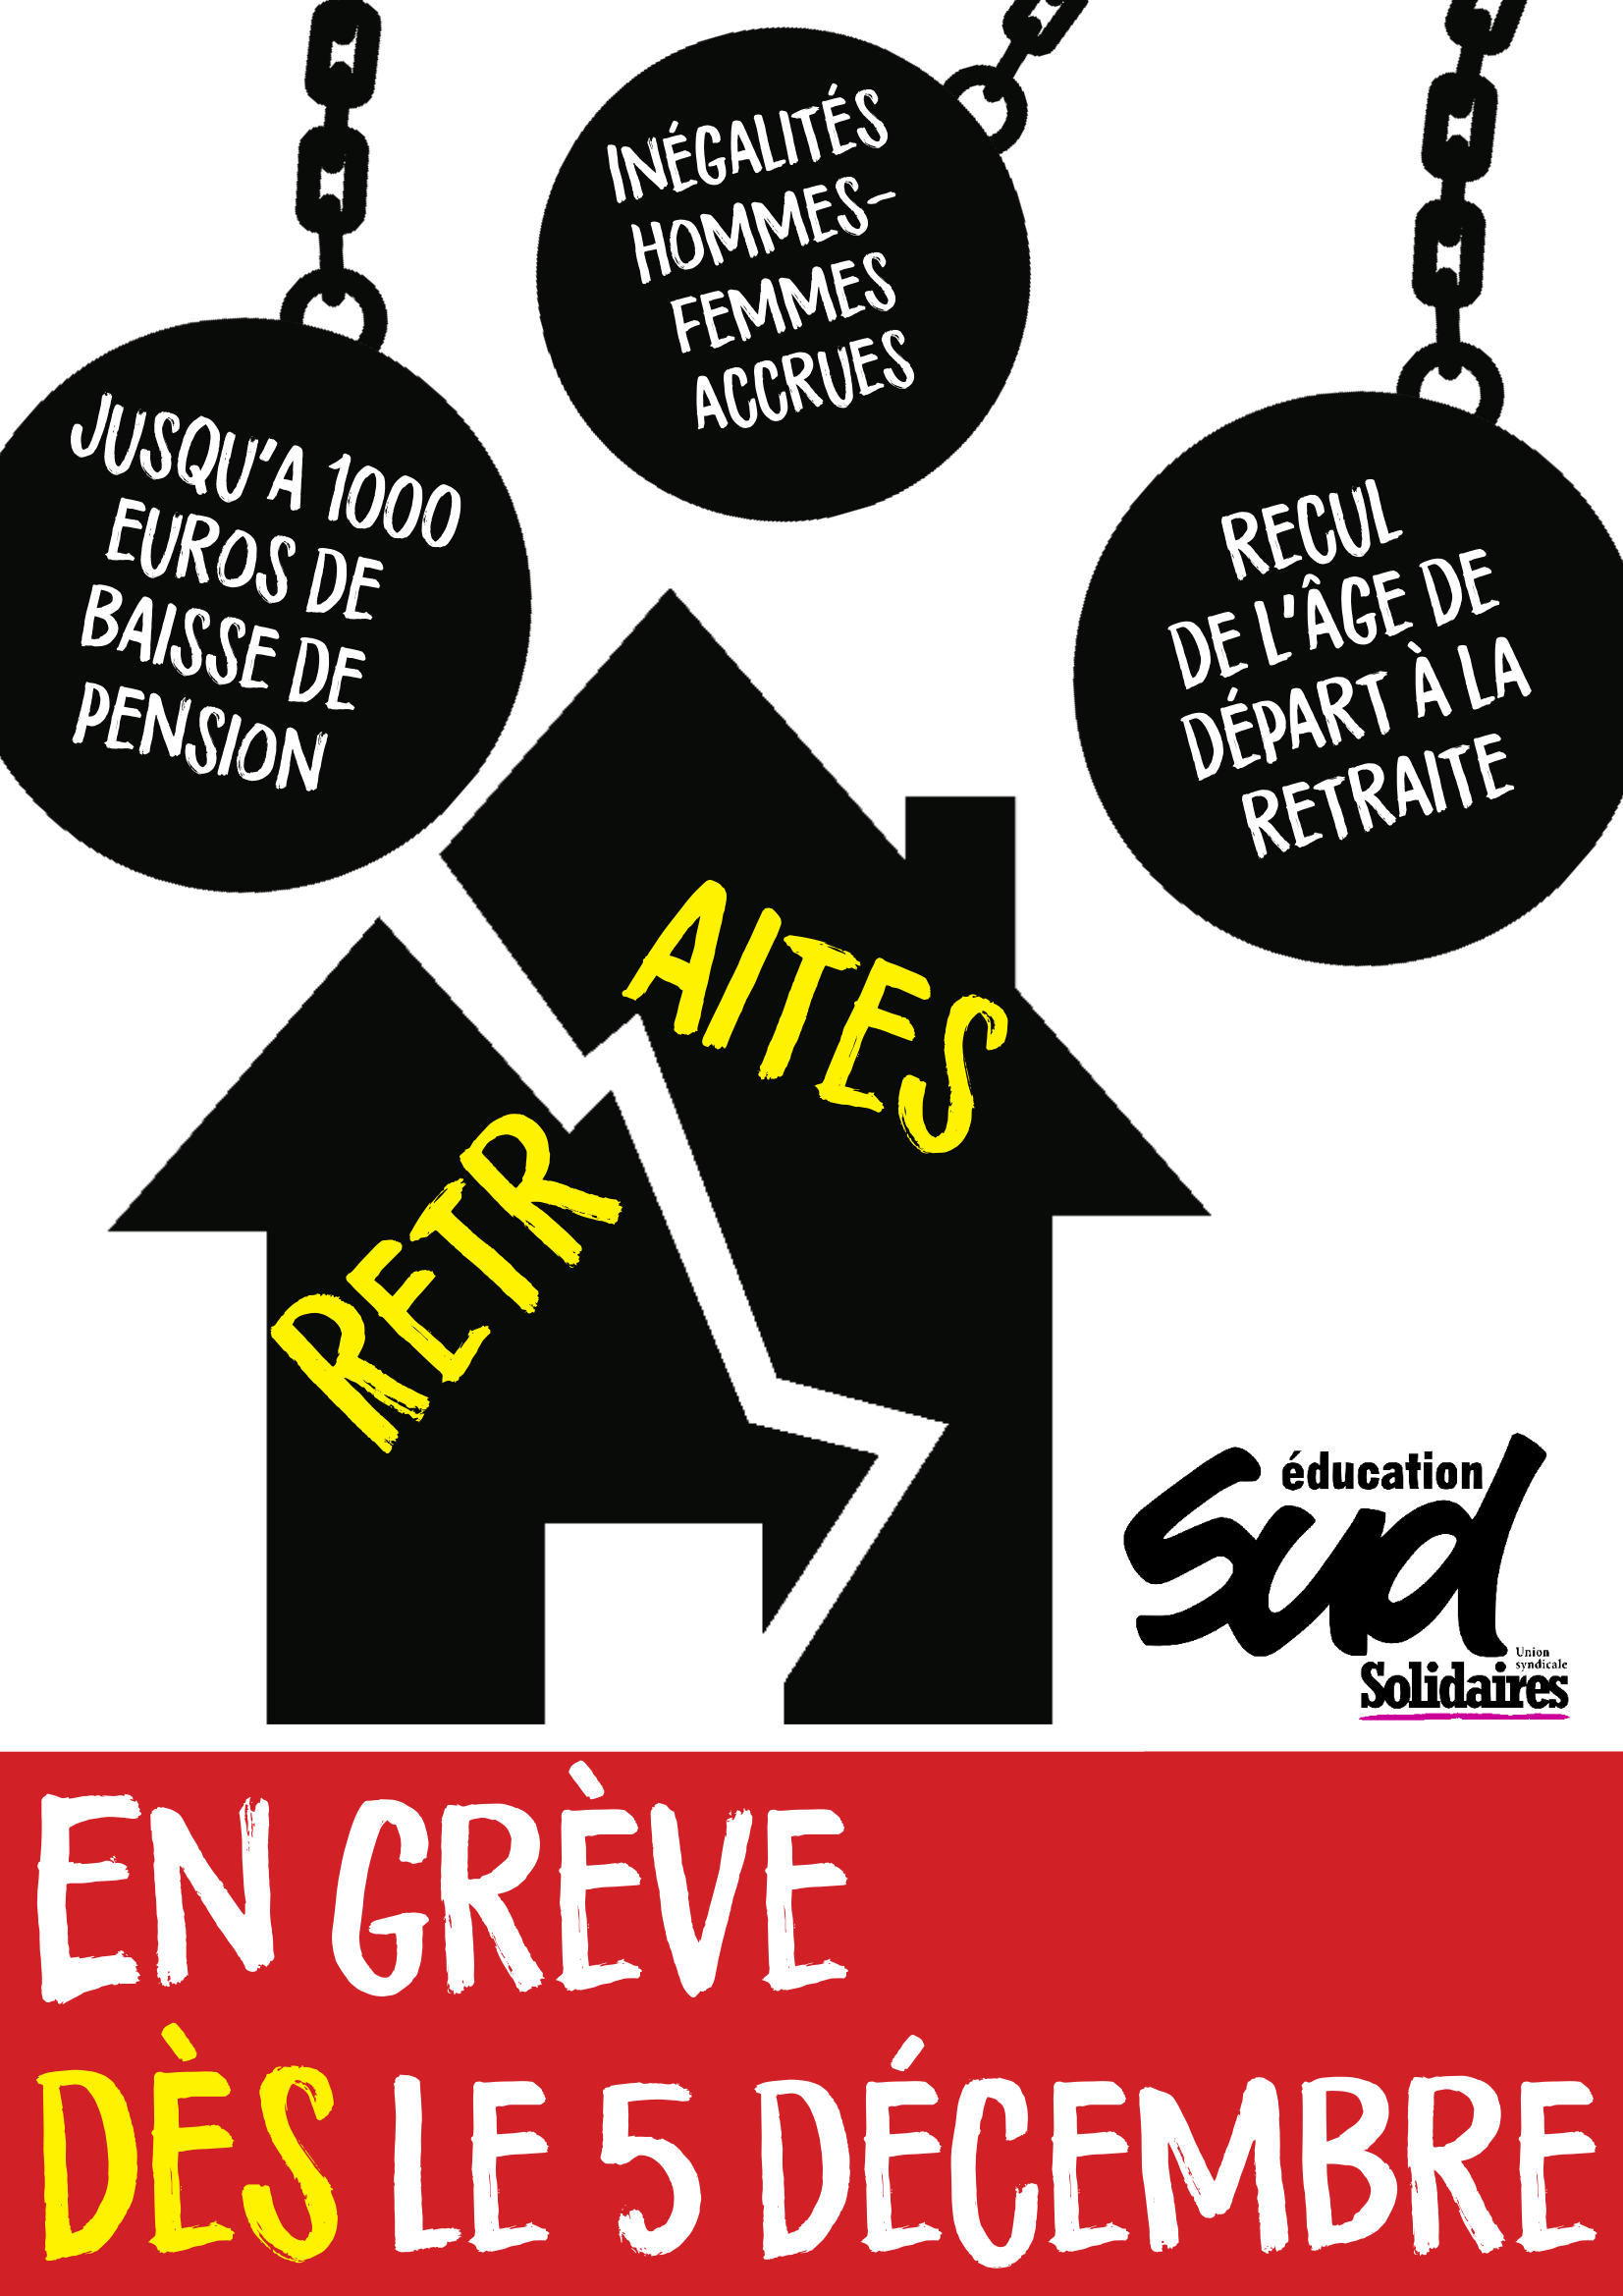 INÉGALITÉS
HOMMES-
FEMMES
ACCRUES
JUSQU'A 1000
EUROS DE
BAISSE DE
PENSION
RECUL
DE L'ÂGE DE
DÉPART À LA
RETRAITE
RETR
AITES
éducation
Sud
Union
syndicale
Solidaires
EN GRÈVE
DÈS LE 5 DÉCEMBRE